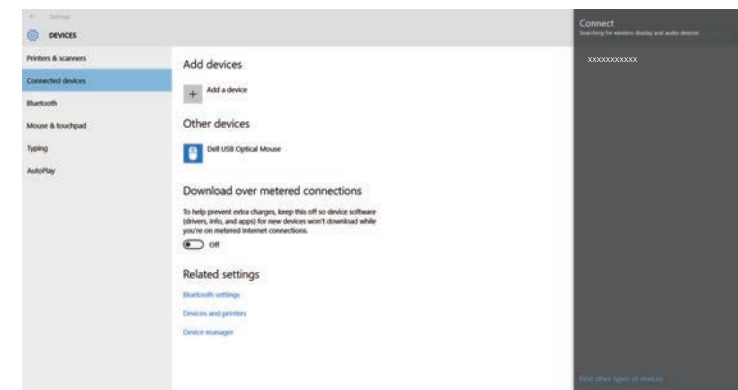 Settings
DEVICES
Printers & scanners
Connected devices
Bluetooth
Mouse & touchpad
Typing
AutoPlay
Add devices
+ Add a device
Other devices
Dell USB Optical Mouse
Download over metered connections
To help prevent extra charges, keep this off so device software
(drivers, info, and apps) for new devices won't download while
you're on metered Internet connections.
Off
Related settings
Bluetooth settings
Devices and printers
Device manager
Connect
Searching for wireless display and audio devices
xxxxxxxxxxx
Find other types of devices